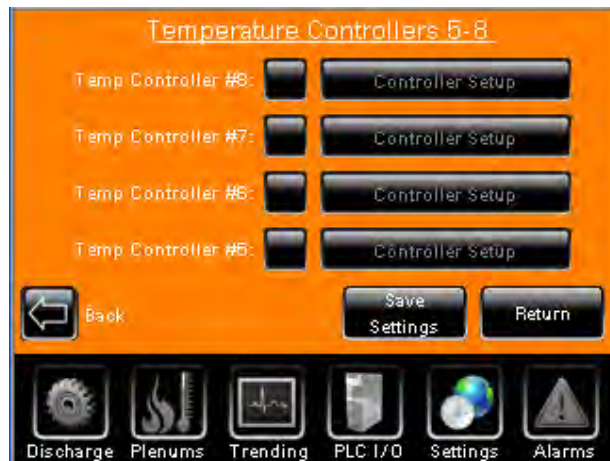 Temperature Controllers 5-8
Temp Controller #8: Controller Setup
Temp Controller #7: Controller Setup
Temp Controller #6: Controller Setup
Temp Controller #5: Controller Setup
Back
Save
Settings
Return
Discharge Plenums Trending PLC I/O Settings Alarms